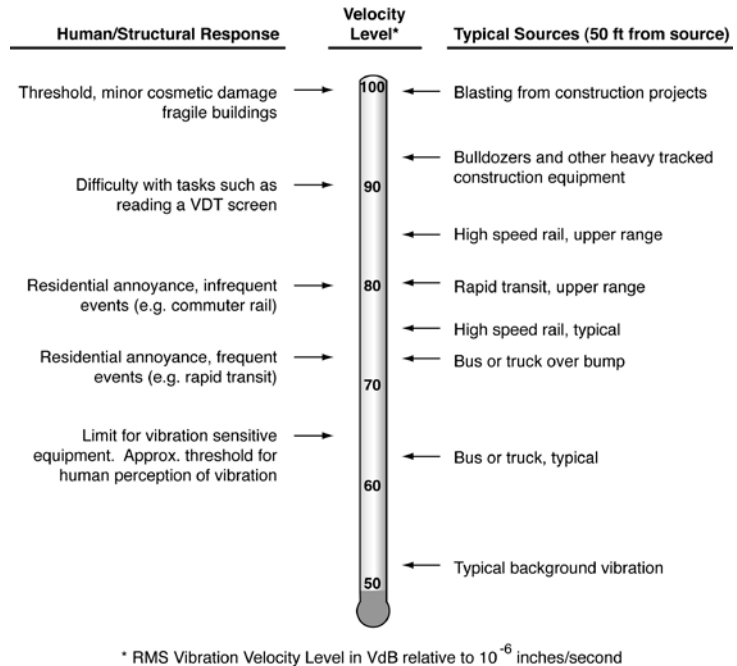 Human/Structural Response
Velocity
Level*
Typical Sources (50 ft from source)
Threshold, minor cosmetic damage
fragile buildings
100
Blasting from construction projects
Bulldozers and other heavy tracked
construction equipment
Difficulty with tasks such as
reading a VDT screen
90
High speed rail, upper range
Residential annoyance, infrequent
events (e.g. commuter rail)
80
Rapid transit, upper range
High speed rail, typical
Residential annoyance, frequent
events (e.g. rapid transit)
Bus or truck over bump
70
Limit for vibration sensitive
equipment. Approx. threshold for
human perception of vibration
Bus or truck, typical
60
Typical background vibration
50
* RMS Vibration Velocity Level in VdB relative to 10⁻⁶ inches/second